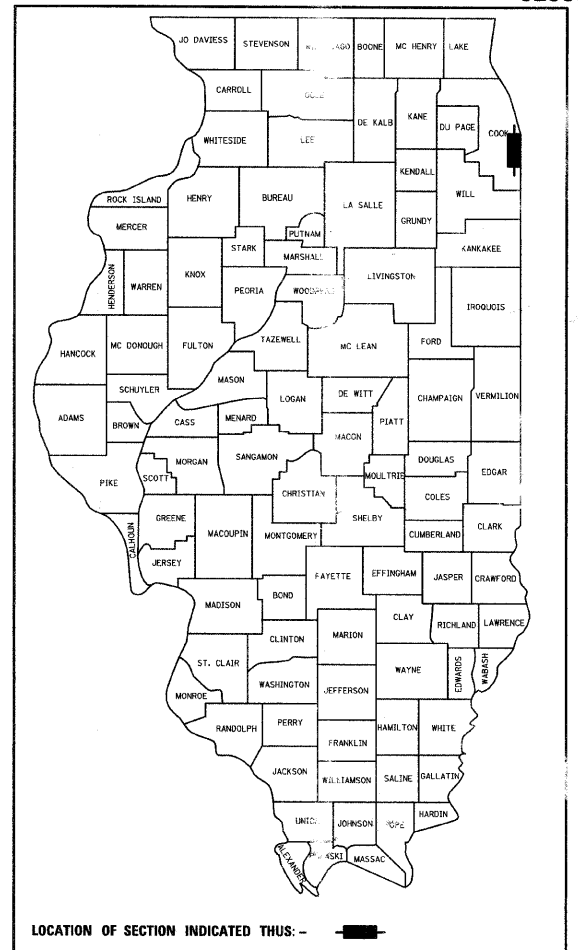 JO DAVIESS STEVENSON BOONE MC HENRY LAKE
CARROLL
DE KALB KANE DU PAGE COOK
WHITESIDE LEE
KENDALL
ROCK ISLAND HENRY BUREAU LA SALLE WILL
MERCER PUTNAM GRUNDY
STARK MARSHALL KANKAKEE
HENDERSON WARREN KNOX PEORIA LIVINGSTON
IROQUOIS
HANCOCK MC DONOUGH FULTON TAZEWELL MC LEAN FORD
SCHUYLER MASON LOGAN DE WITT CHAMPAIGN VERMILION
ADAMS BROWN CASS MENARD PIATT
MACON
SANGAMON DOUGLAS
PIKE SCOTT MORGAN MOULTRIE EDGAR
CHRISTIAN COLES
GREENE MACOUPIN SHELBY
CALHOUN MONTGOMERY CUMBERLAND CLARK
JERSEY FAYETTE EFFINGHAM JASPER CRAWFORD
MADISON BOND
CLAY
CLINTON MARION RICHLAND LAWRENCE
ST. CLAIR WAYNE EDWARDS WABASH
MONROE WASHINGTON JEFFERSON
RANDOLPH PERRY HAMILTON WHITE
FRANKLIN
JACKSON WILLIAMSON SALINE GALLATIN
JOHNSON HARDIN
ALEXANDER MASSAC
LOCATION OF SECTION INDICATED THUS: -